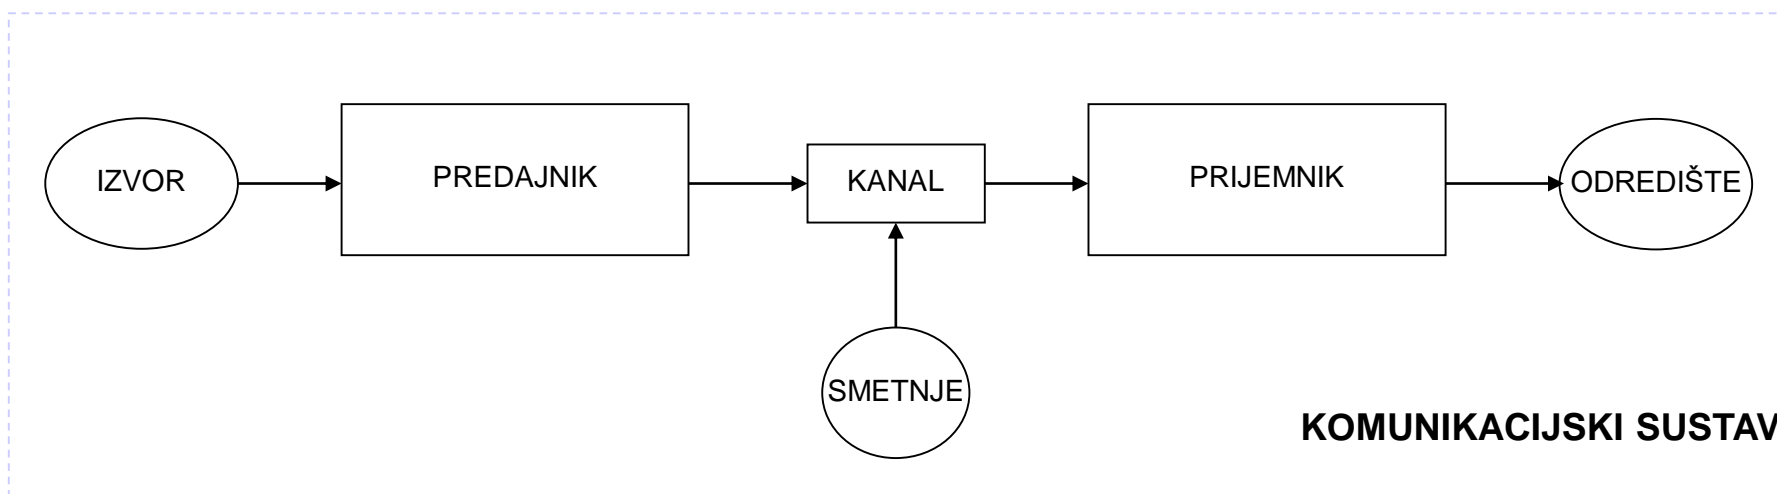 IZVOR
PREDAJNIK
KANAL
PRIJEMNIK
ODREDIŠTE
SMETNJE
KOMUNIKACIJSKI SUSTAV